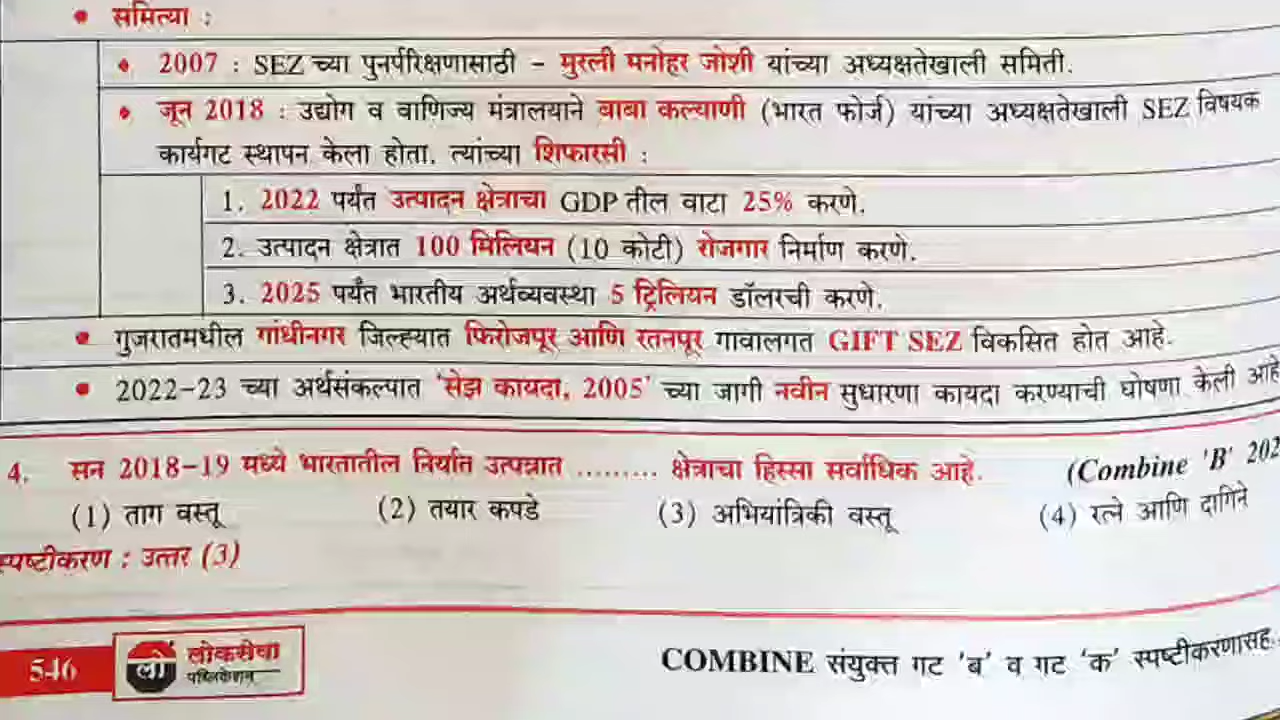 • समित्या :
• 2007 : SEZ च्या पुनर्परिक्षणासाठी – मुरली मनोहर जोशी यांच्या अध्यक्षतेखाली समिती.
• जून 2018 : उद्योग व वाणिज्य मंत्रालयाने बाबा कल्याणी (भारत फोर्ज) यांच्या अध्यक्षतेखाली SEZ विषयक
कार्यगट स्थापन केला होता. त्यांच्या शिफारसी :
1. 2022 पर्यंत उत्पादन क्षेत्राचा GDP तील वाटा 25% करणे.
2. उत्पादन क्षेत्रात 100 मिलियन (10 कोटी) रोजगार निर्माण करणे.
3. 2025 पर्यंत भारतीय अर्थव्यवस्था 5 ट्रिलियन डॉलरची करणे.
• गुजरातमधील गांधीनगर जिल्ह्यात फिरोजपूर आणि रतनपूर गावालगत GIFT SEZ विकसित होत आहे.
• 2022-23 च्या अर्थसंकल्पात 'सेझ कायदा, 2005' च्या जागी नवीन सुधारणा कायदा करण्याची घोषणा केली आहे
4. सन 2018-19 मध्ये भारतातील निर्यात उत्पन्नात ......... क्षेत्राचा हिस्सा सर्वाधिक आहे. (Combine 'B' 202
(1) ताग वस्तू (2) तयार कपडे (3) अभियांत्रिकी वस्तू (4) रत्ने आणि दागिने
स्पष्टीकरण : उत्तर (3)
546 लो लोकसेवा पब्लिकेशन COMBINE संयुक्त गट 'ब' व गट 'क' स्पष्टीकरणासह..